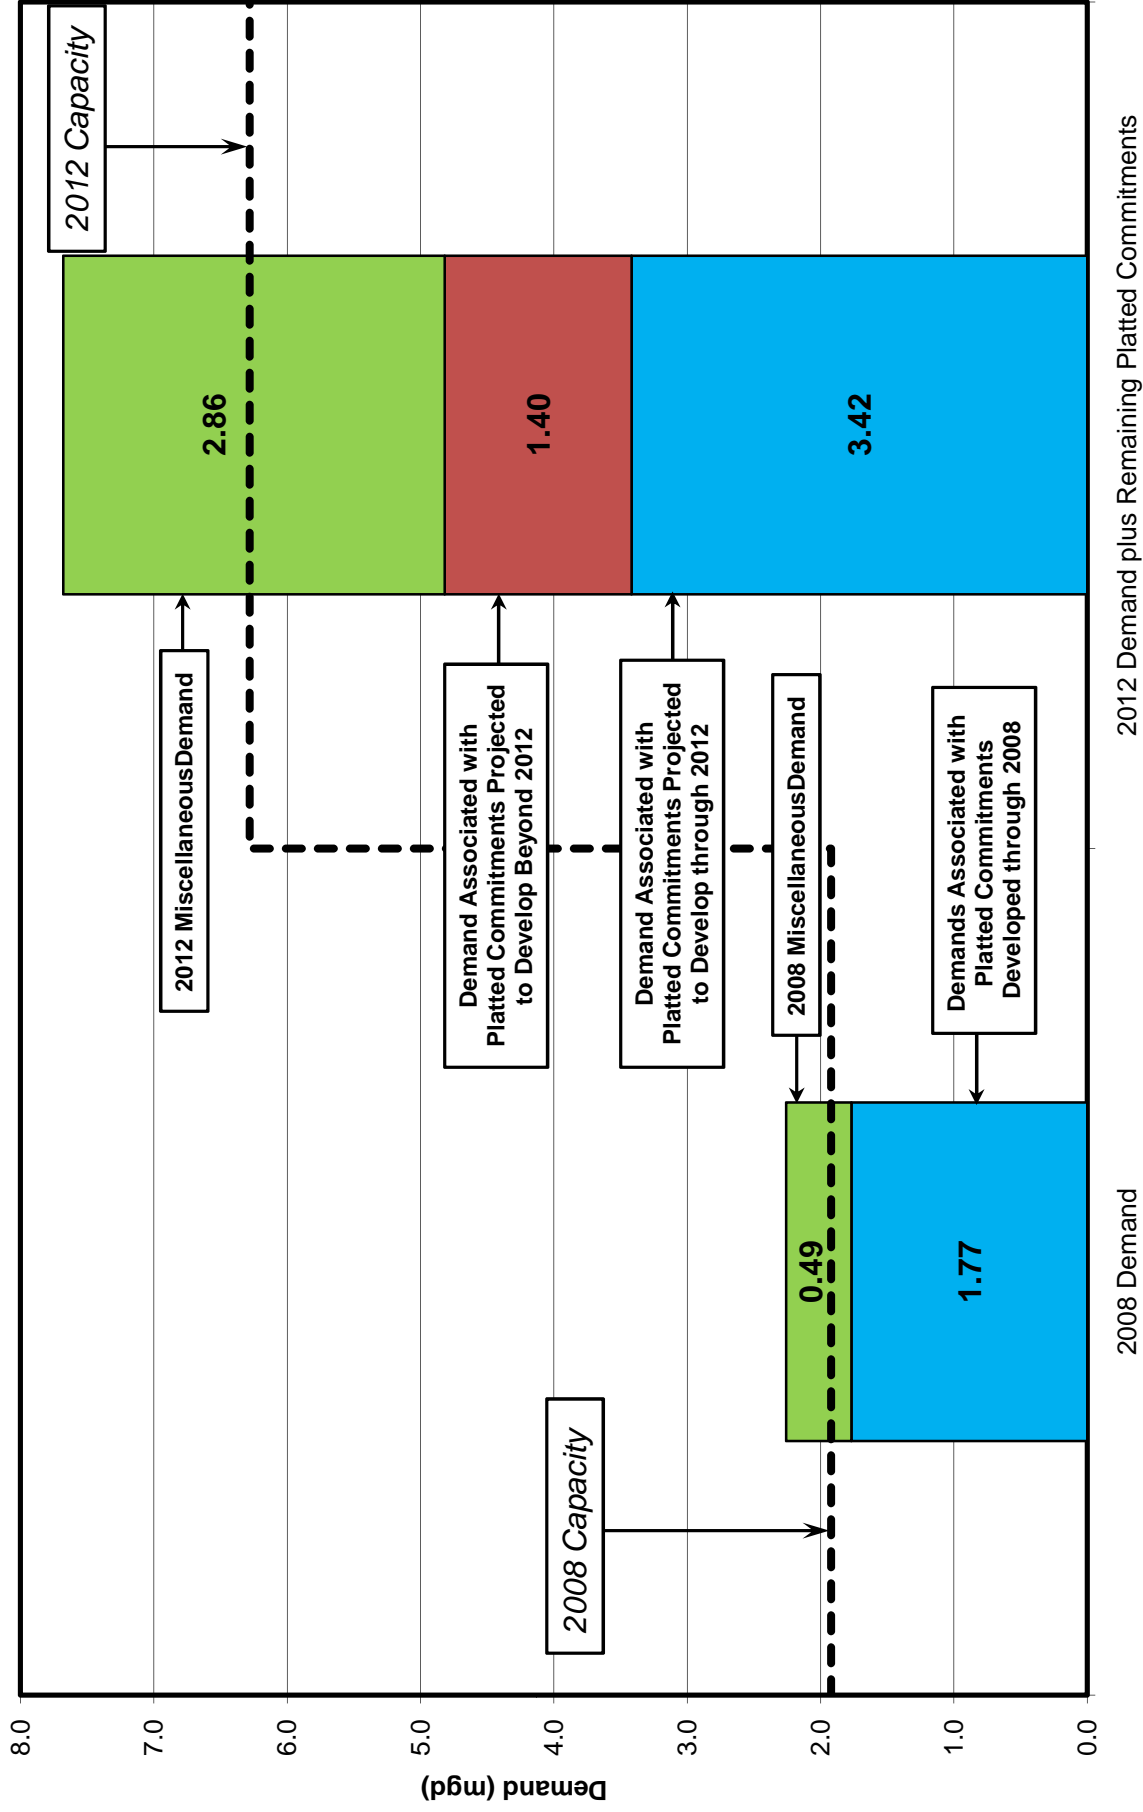 8.0
7.0
6.0
5.0
4.0
3.0
2.0
1.0
0.0
Demand (mgd)
2012 Capacity
2008 Capacity
2.86
1.40
3.42
0.49
1.77
2012 MiscellaneousDemand
Demand Associated with
Platted Commitments Projected
to Develop Beyond 2012
Demand Associated with
Platted Commitments Projected
to Develop through 2012
2008 MiscellaneousDemand
Demands Associated with
Platted Commitments
Developed through 2008
2008 Demand
2012 Demand plus Remaining Platted Commitments